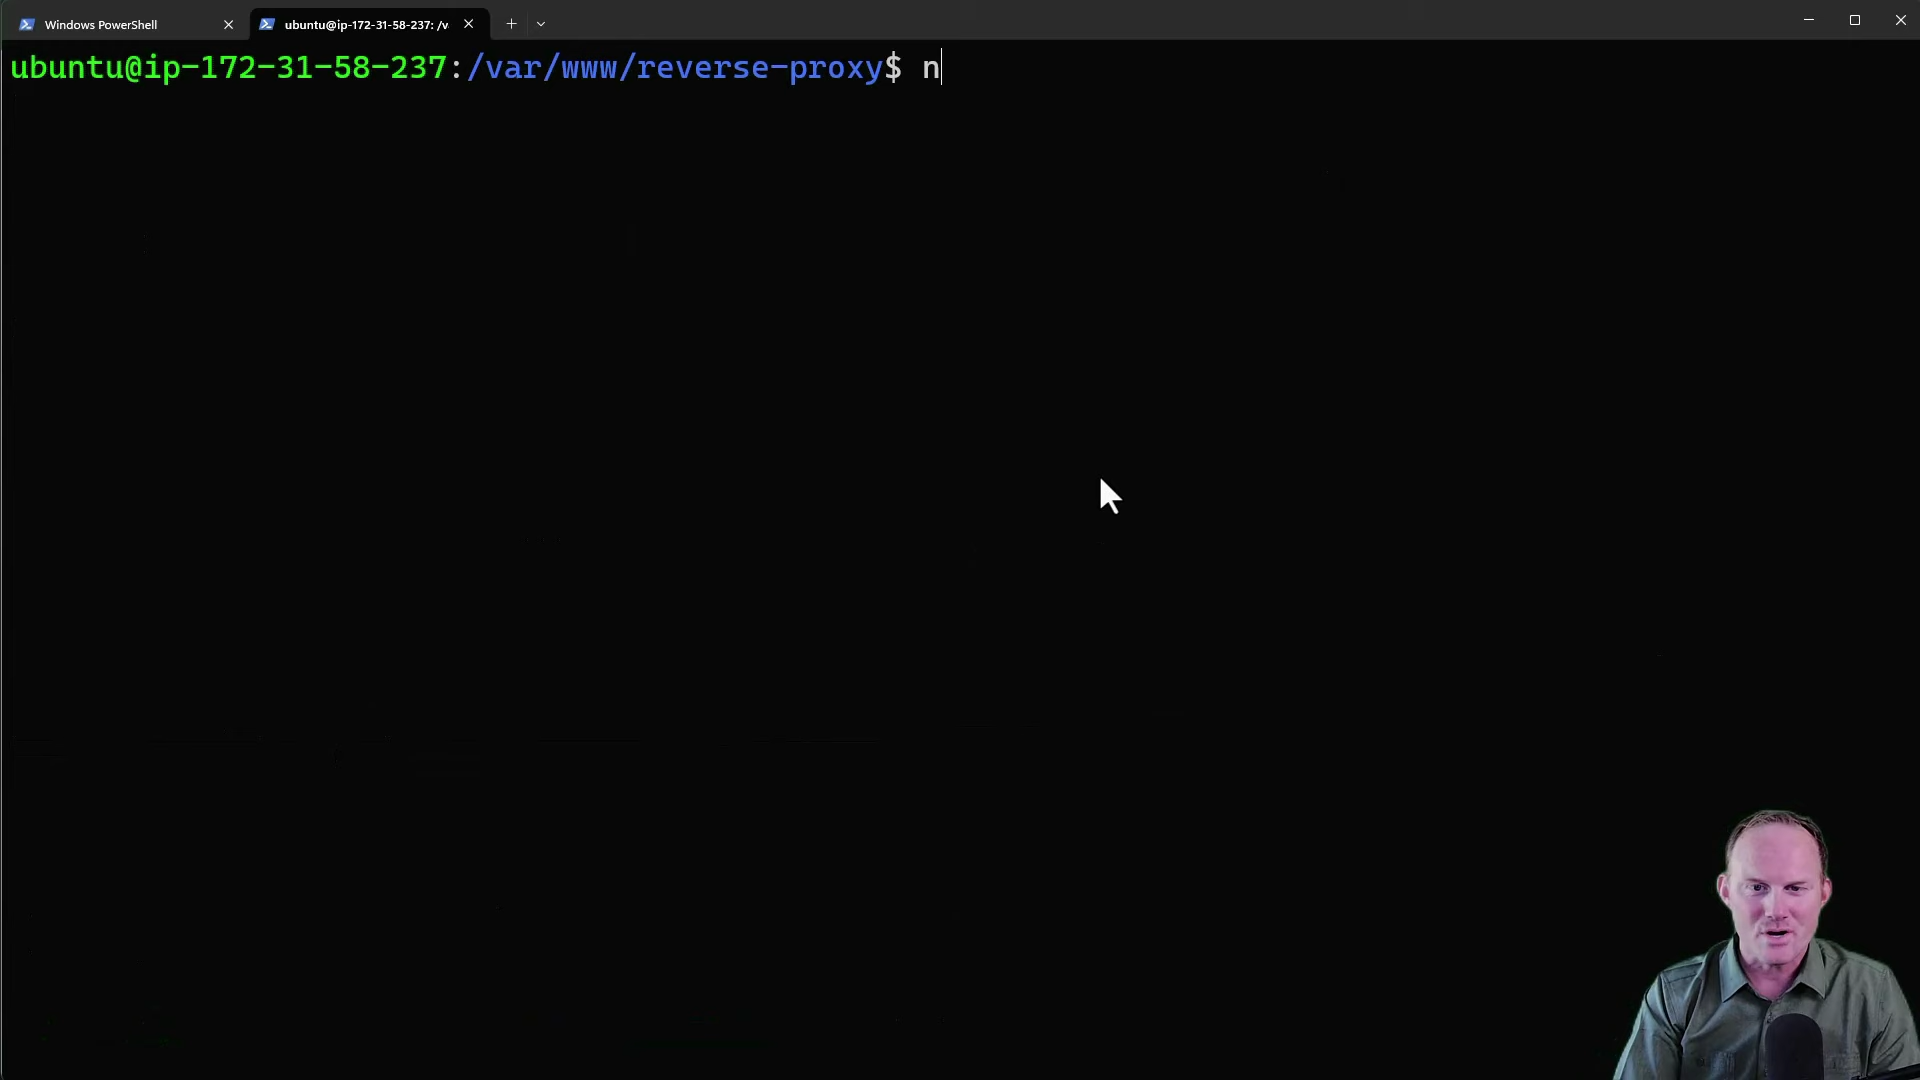 Windows PowerShell
ubuntu@ip-172-31-58-237: /v
ubuntu@ip-172-31-58-237:/var/www/reverse-proxy$ n